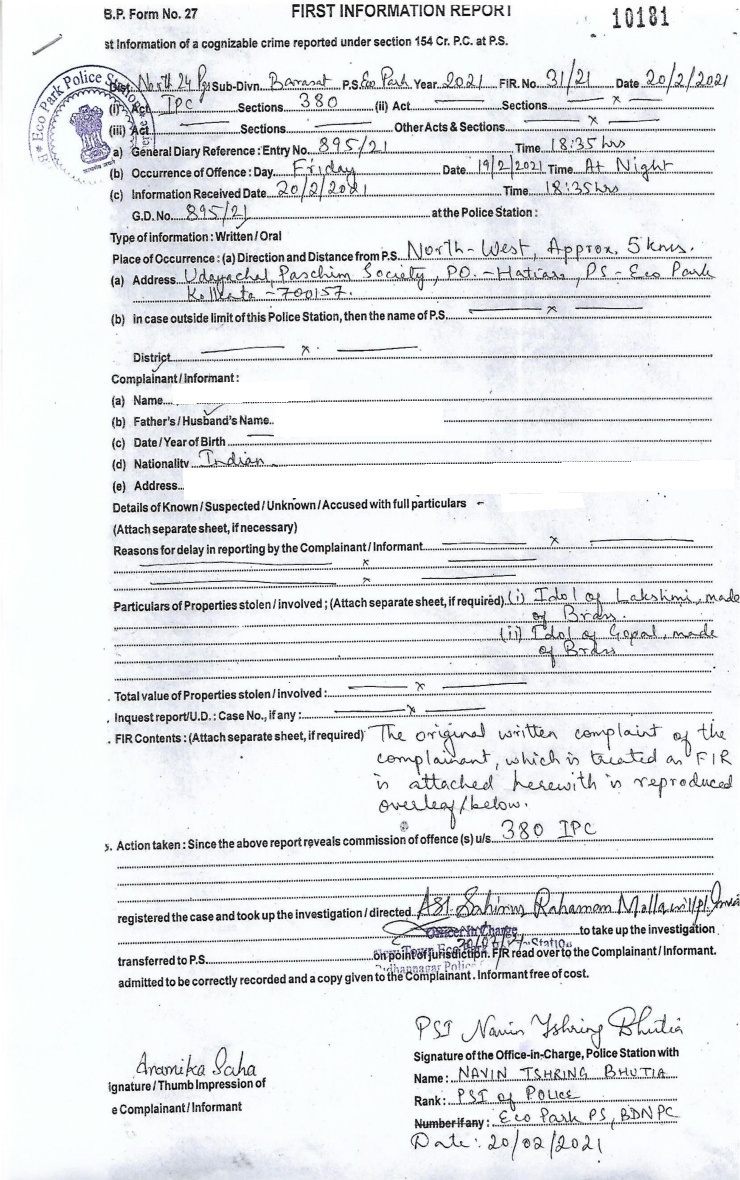 B.P. Form No. 27
FIRST INFORMATION REPORT
10181
st Information of a cognizable crime reported under section 154 Cr. P.C. at P.S.
Eco Park Police Station
Dist. North 24 Pgs Sub-Divn. Barasat P.S. Eco Park Year 2021 FIR. No. 31/21 Date 20/2/2021
(i) Act IPC Sections 380 (ii) Act Sections x
(iii) Act Sections Other Acts & Sections x
a) General Diary Reference : Entry No. 895/21 Time 18:35 hrs
(b) Occurrence of Offence : Day Friday Date 19/2/2021 Time At Night
(c) Information Received Date 20/2/2021 Time 18:35 hrs
G.D. No. 895/21 at the Police Station :
Type of information : Written / Oral
Place of Occurrence : (a) Direction and Distance from P.S. North-West, Approx. 5 kms.
(a) Address Udayachal Paschim Society, PO.-Hatiara, PS-Eco Park
Kolkata-700157.
(b) in case outside limit of this Police Station, then the name of P.S. x
District x
Complainant / Informant :
(a) Name
(b) Father's / Husband's Name
(c) Date / Year of Birth
(d) Nationality Indian
(e) Address
Details of Known / Suspected / Unknown / Accused with full particulars -
(Attach separate sheet, if necessary)
Reasons for delay in reporting by the Complainant / Informant x
x
x
Particulars of Properties stolen / involved ; (Attach separate sheet, if required) (i) Idol of Lakshmi, made
of Brass.
(ii) Idol of Gopal, made
of Brass
. Total value of Properties stolen / involved : x
. Inquest report/U.D. : Case No., if any : x
. FIR Contents : (Attach separate sheet, if required) The original written complaint of the
complainant, which is treated as FIR
is attached herewith is reproduced
overleaf/below.
5. Action taken : Since the above report reveals commission of offence (s) u/s. 380 IPC
registered the case and took up the investigation / directed ASI Sahinur Rahaman Molla
Officer In Charge to take up the investigation
transferred to P.S. on point of jurisdiction. FIR read over to the Complainant / Informant.
admitted to be correctly recorded and a copy given to the Complainant. Informant free of cost.
PSI Navin Tshring Bhutia
Anamika Saha
Signature of the Office-in-Charge, Police Station with
ignature / Thumb Impression of
Name : NAVIN TSHRING BHUTIA
e Complainant / Informant
Rank : PSI of Police
Number if any : Eco Park PS, BDNPC
Date: 20/02/2021